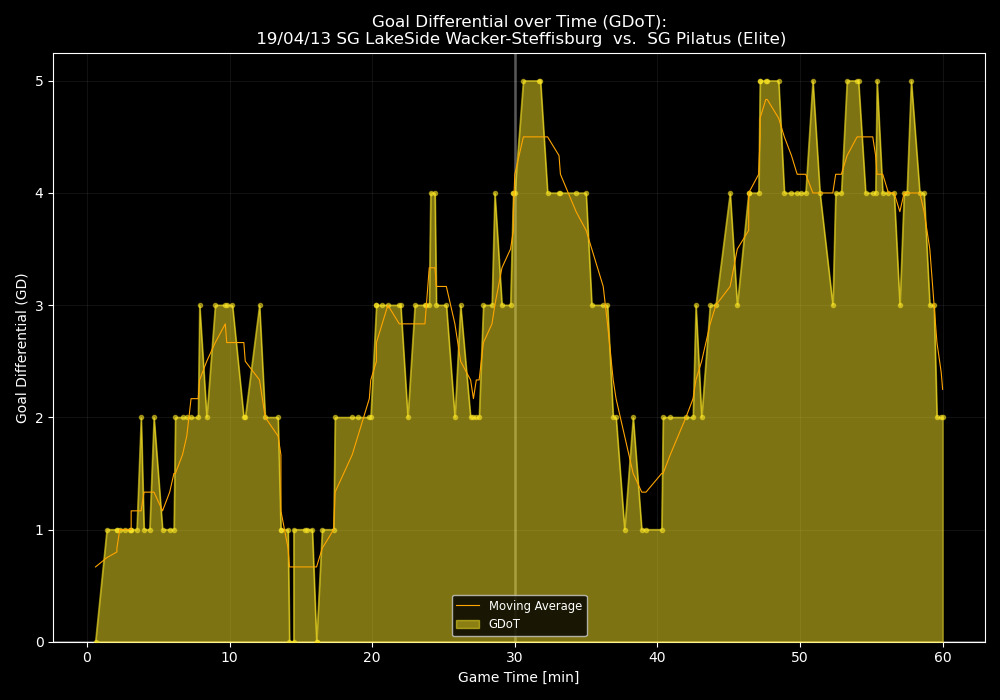 Goal Differential over Time (GDoT):
19/04/13 SG LakeSide Wacker-Steffisburg  vs.  SG Pilatus (Elite)
Goal Differential (GD)
5
4
3
2
1
0
Moving Average
GDoT
0 10 20 30 40 50 60
Game Time [min]